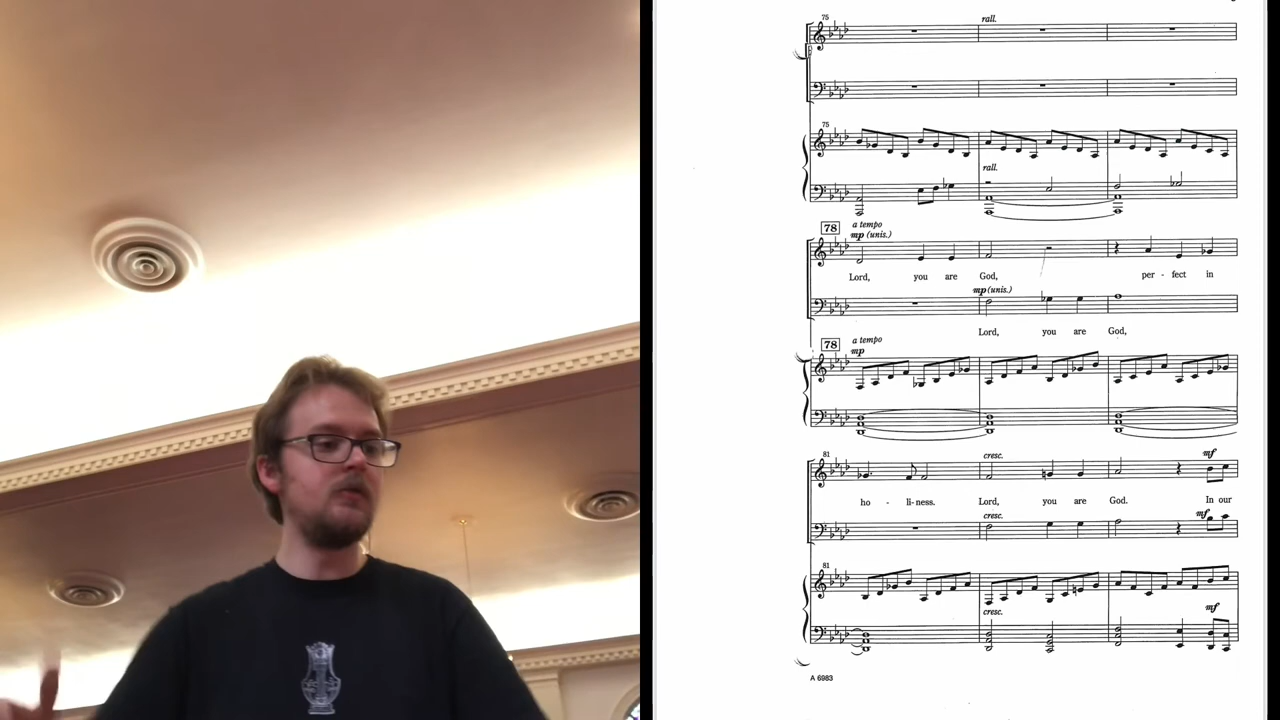 75
rall.
75
rall.
78 a tempo
mp (unis.)
Lord, you are God, per - fect in
mp (unis.)
Lord, you are God,
78 a tempo
mp
81 cresc. mf
ho - li - ness. Lord, you are God. In our
cresc. mf
81
cresc. mf
A 6983